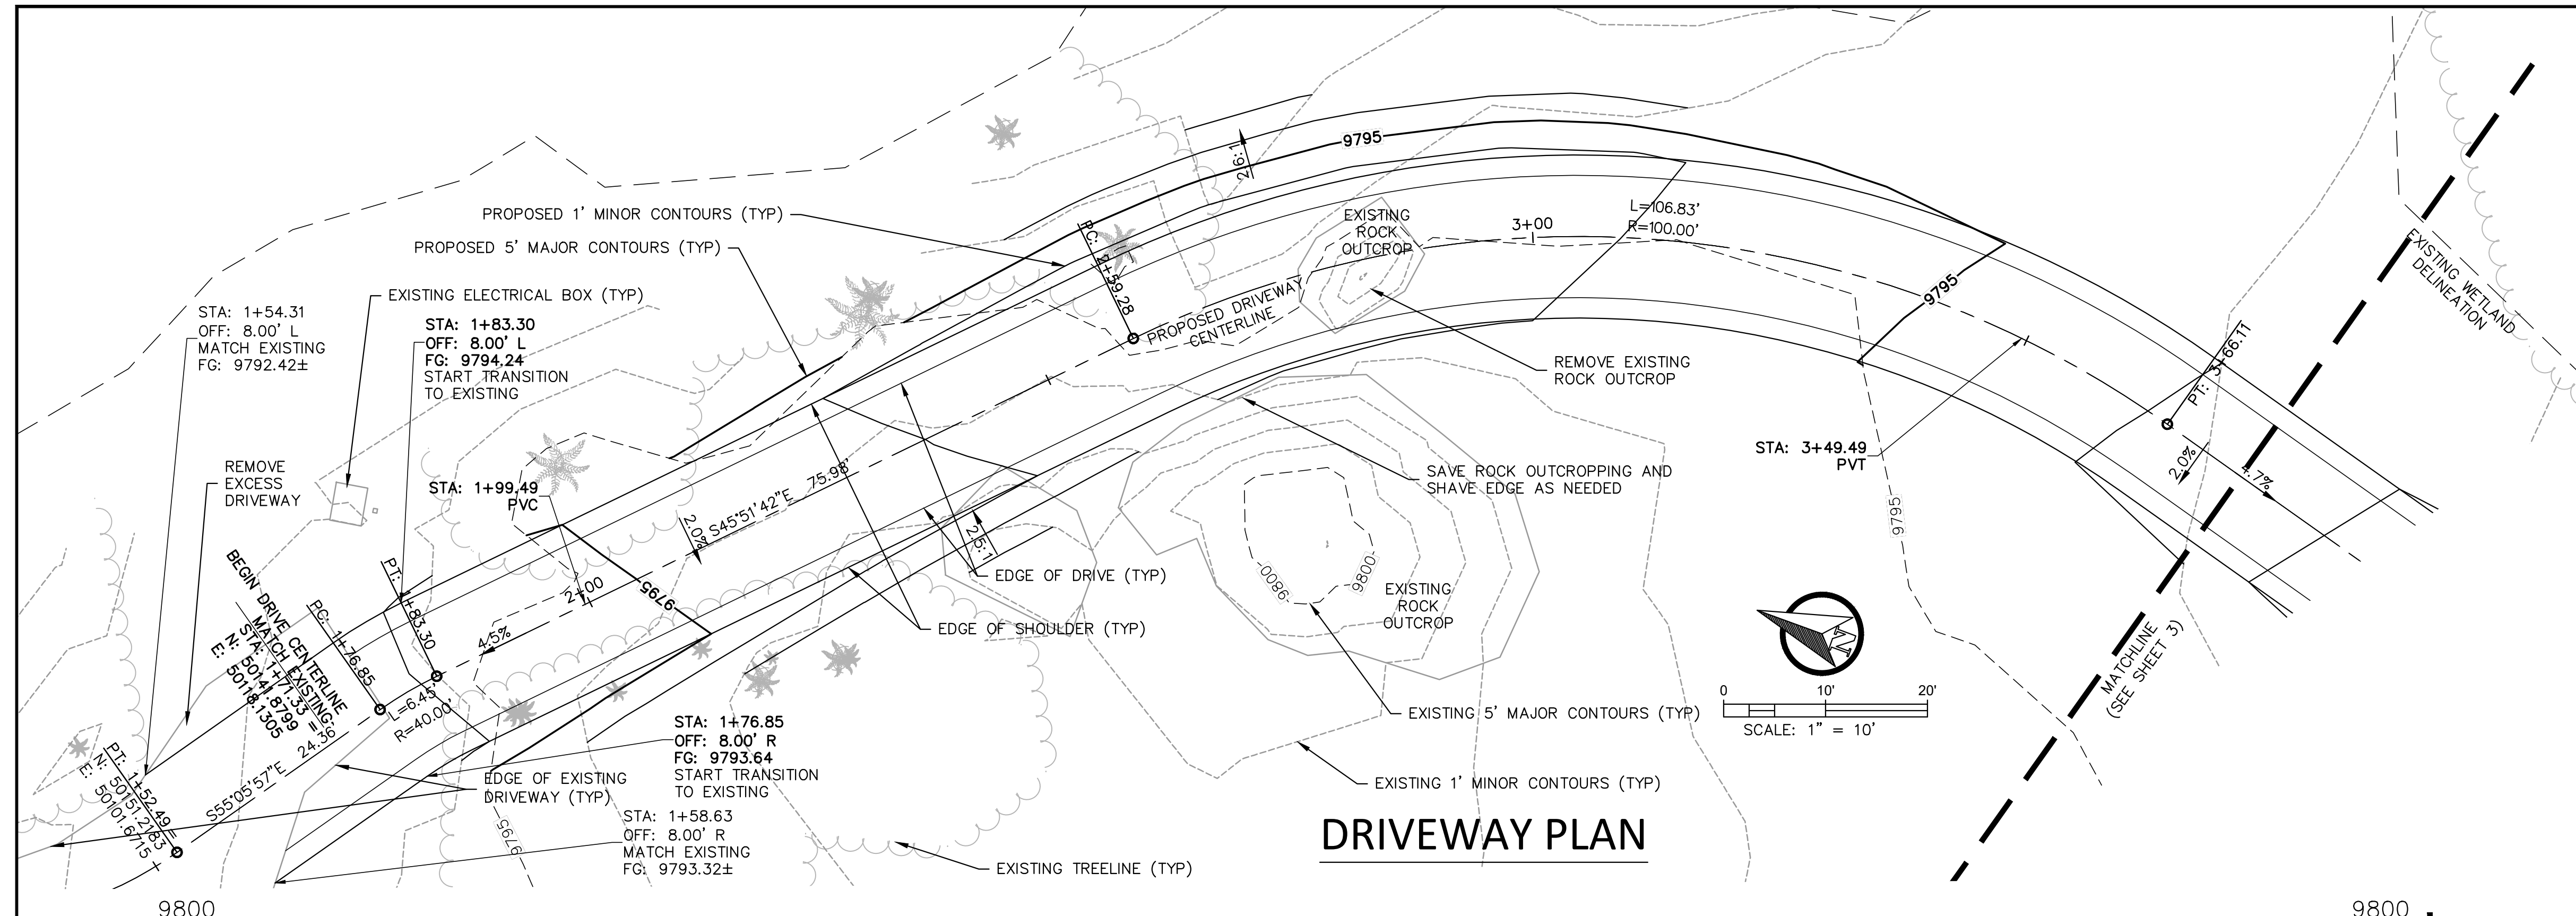 9795
2.6:1
PROPOSED 1' MINOR CONTOURS (TYP)
PROPOSED 5' MAJOR CONTOURS (TYP)
EXISTING ELECTRICAL BOX (TYP)
STA: 1+54.31
OFF: 8.00' L
MATCH EXISTING
FG: 9792.42±
STA: 1+83.30
OFF: 8.00' L
FG: 9794.24
START TRANSITION
TO EXISTING
REMOVE
EXCESS
DRIVEWAY
STA: 1+99.49
PVC
PC: 2+59.28
PROPOSED DRIVEWAY
CENTERLINE
EXISTING
ROCK
OUTCROP
3+00
L=106.83'
R=100.00'
REMOVE EXISTING
ROCK OUTCROP
9795
EXISTING WETLAND
DELINEATION
PT: 3+66.11
2.0%
4.7%
STA: 3+49.49
PVT
SAVE ROCK OUTCROPPING AND
SHAVE EDGE AS NEEDED
S45°51'42"E 75.98'
2.0%
2.5:1
EDGE OF DRIVE (TYP)
EDGE OF SHOULDER (TYP)
9795
2+00
4.5%
9800
9800
EXISTING
ROCK
OUTCROP
9795
MATCHLINE
(SEE SHEET 3)
N
0 10' 20'
SCALE: 1" = 10'
BEGIN DRIVE CENTERLINE
MATCH EXISTING:
STA: 1+71.33 =
N: 50141.8799
E: 50118.1305
PC: 1+76.85
PT: 1+83.30
L=6.45'
R=40.00'
24.36'
S55°05'57"E
PT: 1+52.49 =
N: 50151.2183
E: 50101.6715
STA: 1+76.85
OFF: 8.00' R
FG: 9793.64
START TRANSITION
TO EXISTING
EDGE OF EXISTING
DRIVEWAY (TYP)
STA: 1+58.63
OFF: 8.00' R
MATCH EXISTING
FG: 9793.32±
9795
EXISTING 5' MAJOR CONTOURS (TYP)
EXISTING 1' MINOR CONTOURS (TYP)
EXISTING TREELINE (TYP)
DRIVEWAY PLAN
9800
9800